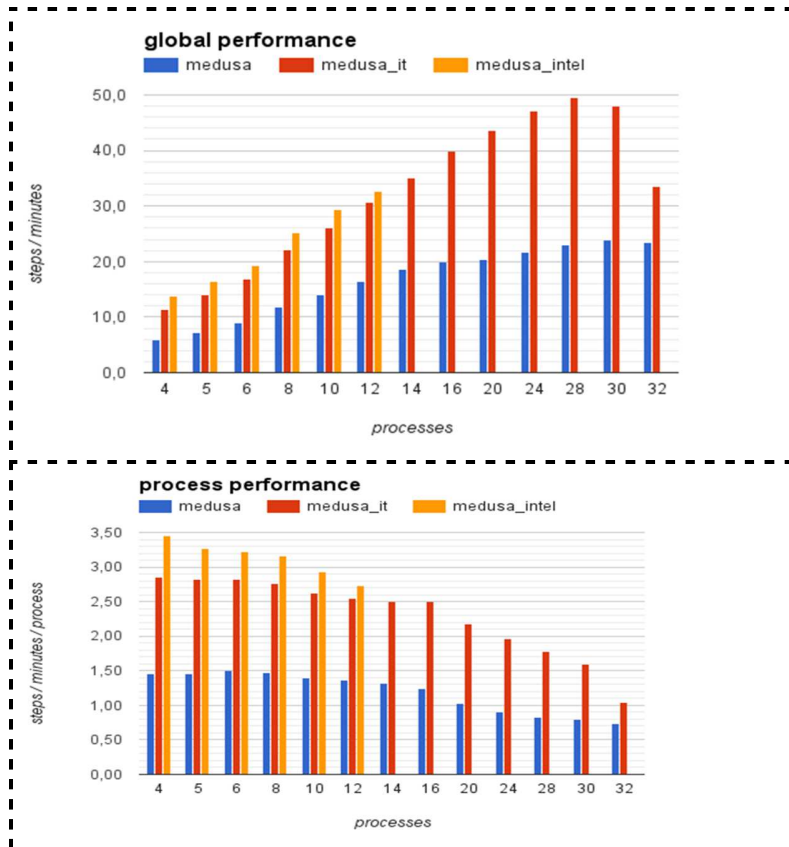 global performance
medusa medusa_it medusa_intel
50,0
40,0
30,0
20,0
10,0
0,0
steps / minutes
4 5 6 8 10 12 14 16 20 24 28 30 32
processes
process performance
medusa medusa_it medusa_intel
3,50
3,00
2,50
2,00
1,50
1,00
0,50
0,00
steps / minutes / process
4 5 6 8 10 12 14 16 20 24 28 30 32
processes